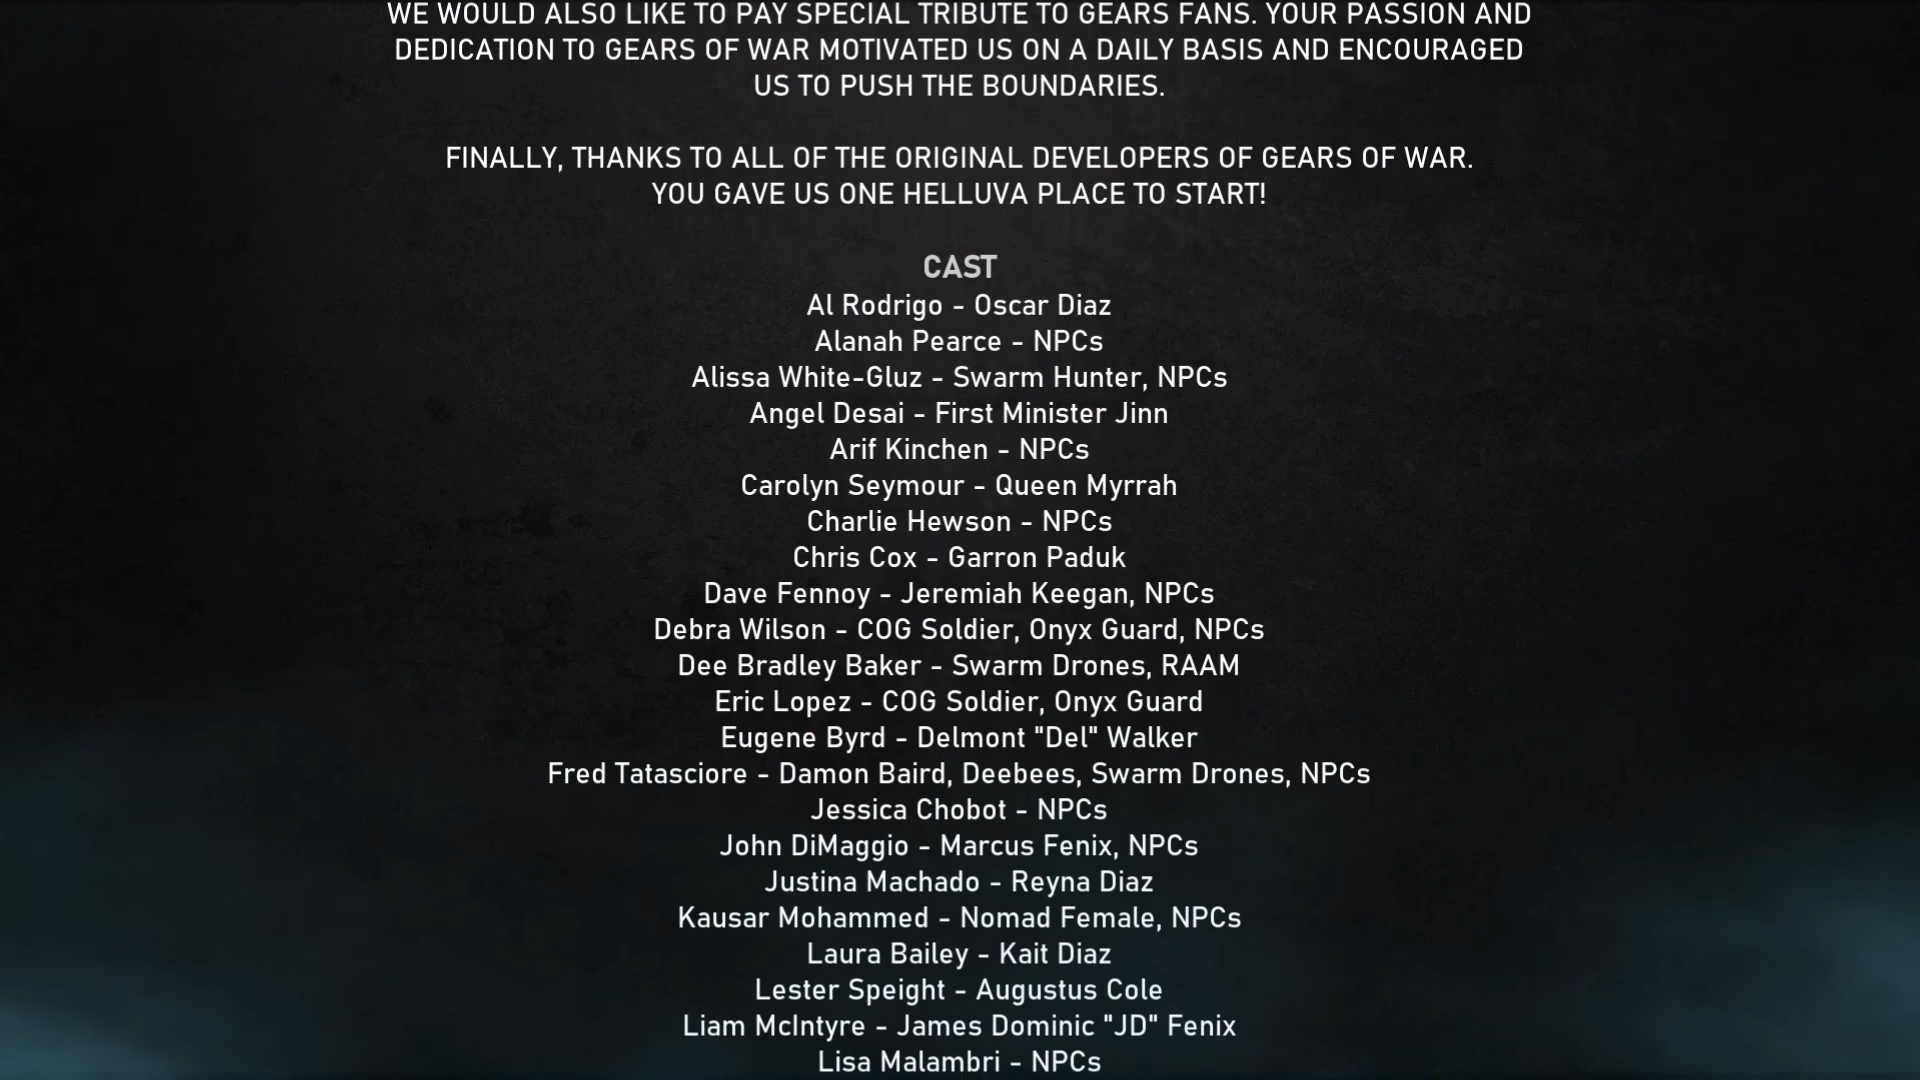 WE WOULD ALSO LIKE TO PAY SPECIAL TRIBUTE TO GEARS FANS. YOUR PASSION AND
DEDICATION TO GEARS OF WAR MOTIVATED US ON A DAILY BASIS AND ENCOURAGED
US TO PUSH THE BOUNDARIES.
FINALLY, THANKS TO ALL OF THE ORIGINAL DEVELOPERS OF GEARS OF WAR.
YOU GAVE US ONE HELLUVA PLACE TO START!
CAST
Al Rodrigo - Oscar Diaz
Alanah Pearce - NPCs
Alissa White-Gluz - Swarm Hunter, NPCs
Angel Desai - First Minister Jinn
Arif Kinchen - NPCs
Carolyn Seymour - Queen Myrrah
Charlie Hewson - NPCs
Chris Cox - Garron Paduk
Dave Fennoy - Jeremiah Keegan, NPCs
Debra Wilson - COG Soldier, Onyx Guard, NPCs
Dee Bradley Baker - Swarm Drones, RAAM
Eric Lopez - COG Soldier, Onyx Guard
Eugene Byrd - Delmont "Del" Walker
Fred Tatasciore - Damon Baird, Deebees, Swarm Drones, NPCs
Jessica Chobot - NPCs
John DiMaggio - Marcus Fenix, NPCs
Justina Machado - Reyna Diaz
Kausar Mohammed - Nomad Female, NPCs
Laura Bailey - Kait Diaz
Lester Speight - Augustus Cole
Liam McIntyre - James Dominic "JD" Fenix
Lisa Malambri - NPCs